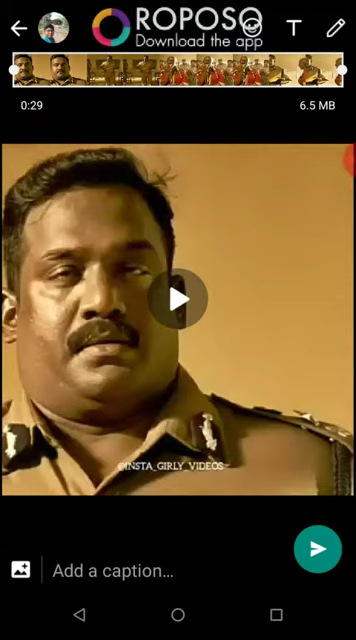 ROPOSO
Download the app
T
0:29
6.5 MB
@INSTA_GIRLY_VIDEOS
Add a caption...